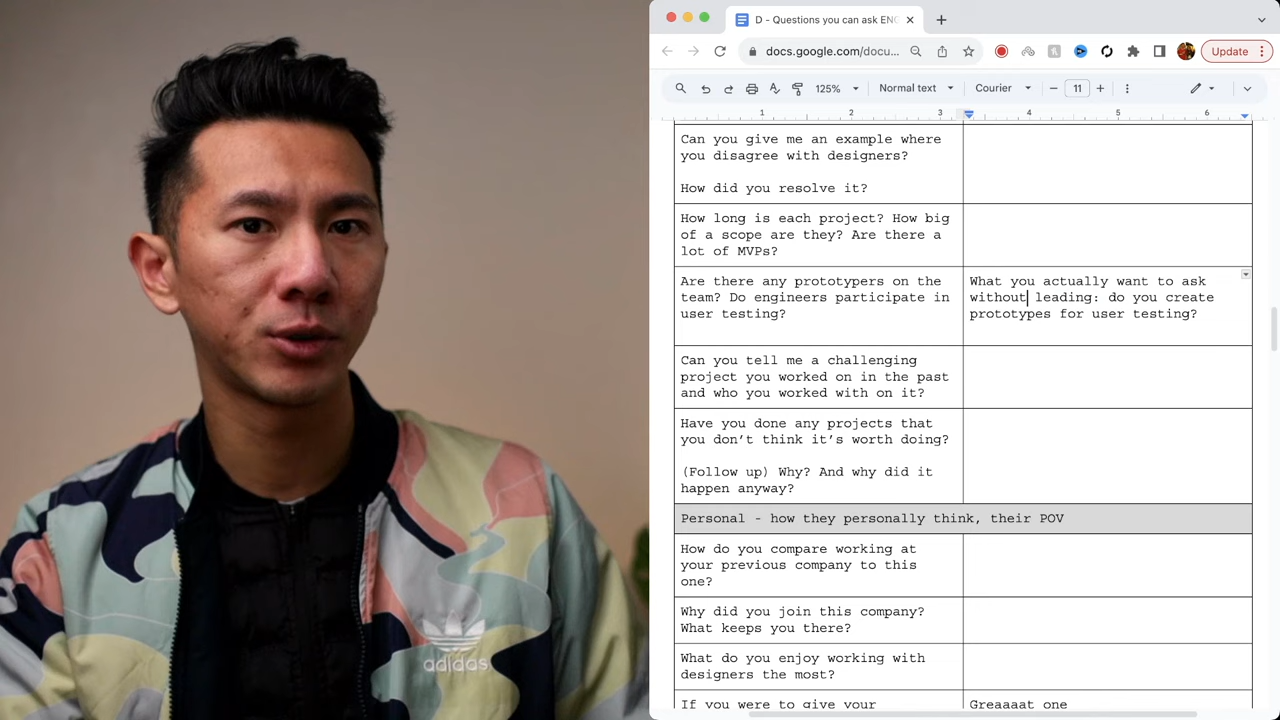 D - Questions you can ask ENG
docs.google.com/docu...
Update
125%
Normal text
Courier
11
1
2
3
4
5
6
Can you give me an example where
you disagree with designers?
How did you resolve it?
How long is each project? How big
of a scope are they? Are there a
lot of MVPs?
Are there any prototypers on the
team? Do engineers participate in
user testing?
What you actually want to ask
without leading: do you create
prototypes for user testing?
Can you tell me a challenging
project you worked on in the past
and who you worked with on it?
Have you done any projects that
you don’t think it’s worth doing?
(Follow up) Why? And why did it
happen anyway?
Personal - how they personally think, their POV
How do you compare working at
your previous company to this
one?
Why did you join this company?
What keeps you there?
What do you enjoy working with
designers the most?
If you were to give your
Greaaaat one
adidas